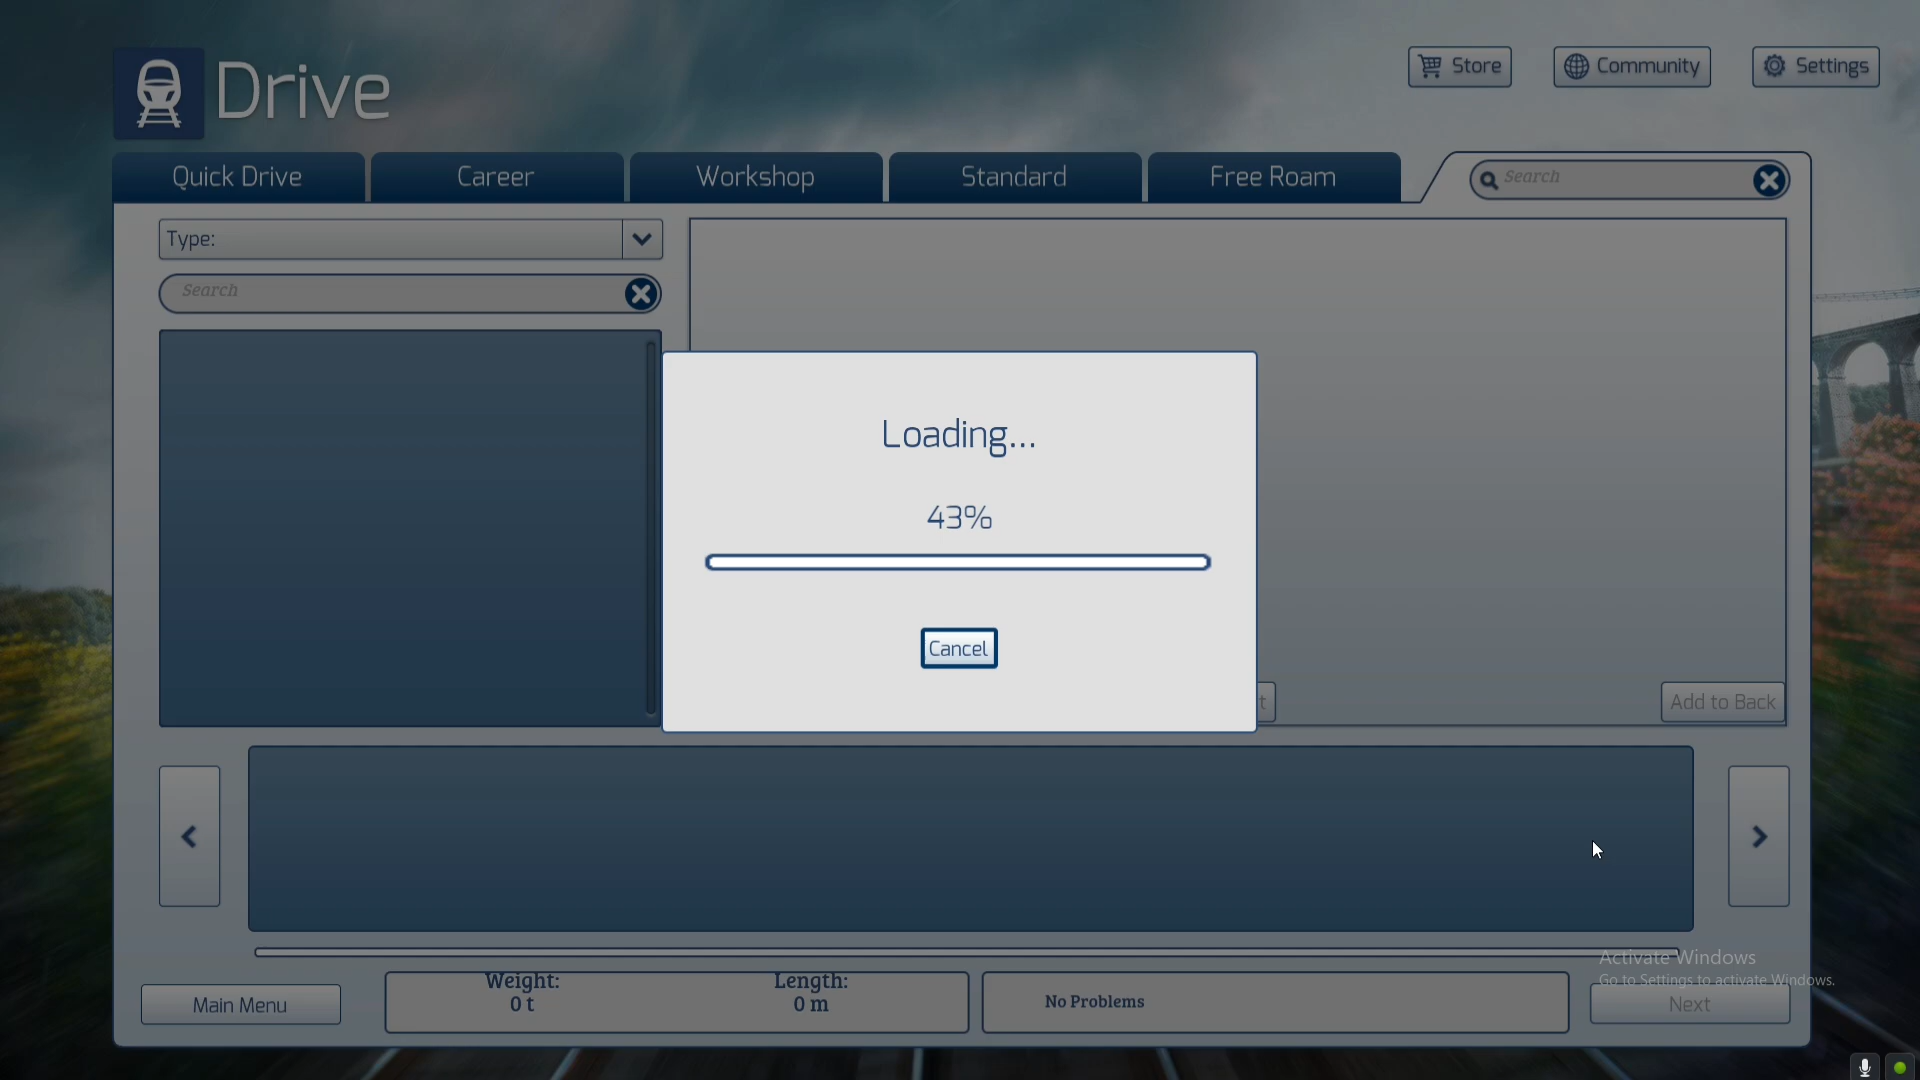 Drive
Store
Community
Settings
Quick Drive
Career
Workshop
Standard
Free Roam
Search
Type:
Search
Loading...
43%
Cancel
t
Add to Back
Weight:
0 t
Length:
0 m
No Problems
Main Menu
Next
Activate Windows
Go to Settings to activate Windows.